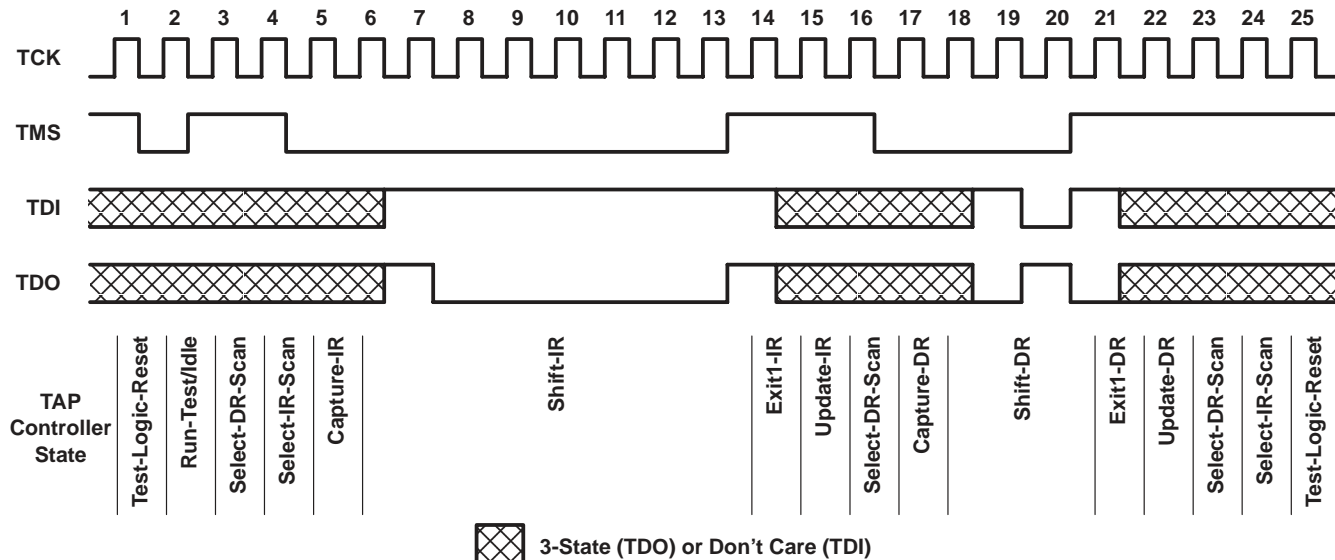 1 2 3 4 5 6 7 8 9 10 11 12 13 14 15 16 17 18 19 20 21 22 23 24 25
TCK
TMS
TDI
TDO
TAP
Controller
State
Test-Logic-Reset
Run-Test/Idle
Select-DR-Scan
Select-IR-Scan
Capture-IR
Shift-IR
Exit1-IR
Update-IR
Select-DR-Scan
Capture-DR
Shift-DR
Exit1-DR
Update-DR
Select-DR-Scan
Select-IR-Scan
Test-Logic-Reset
3-State (TDO) or Don't Care (TDI)